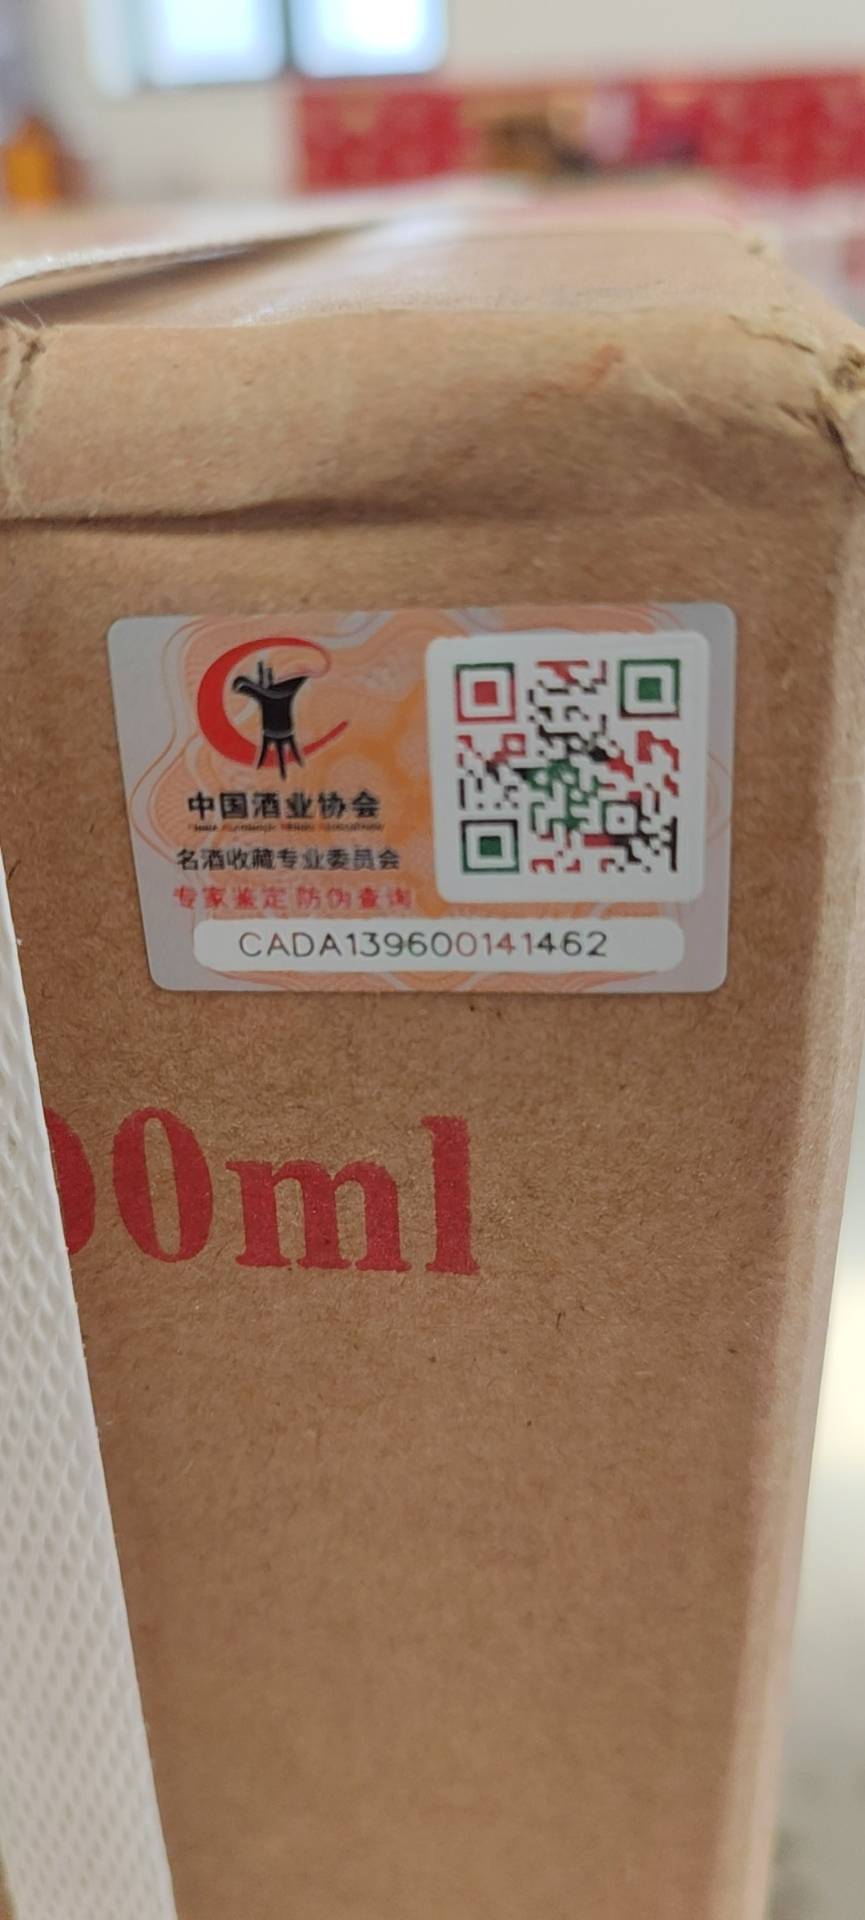 中国酒业协会
名酒收藏专业委员会
专家鉴定 防伪查询
CADA139600141462
00ml